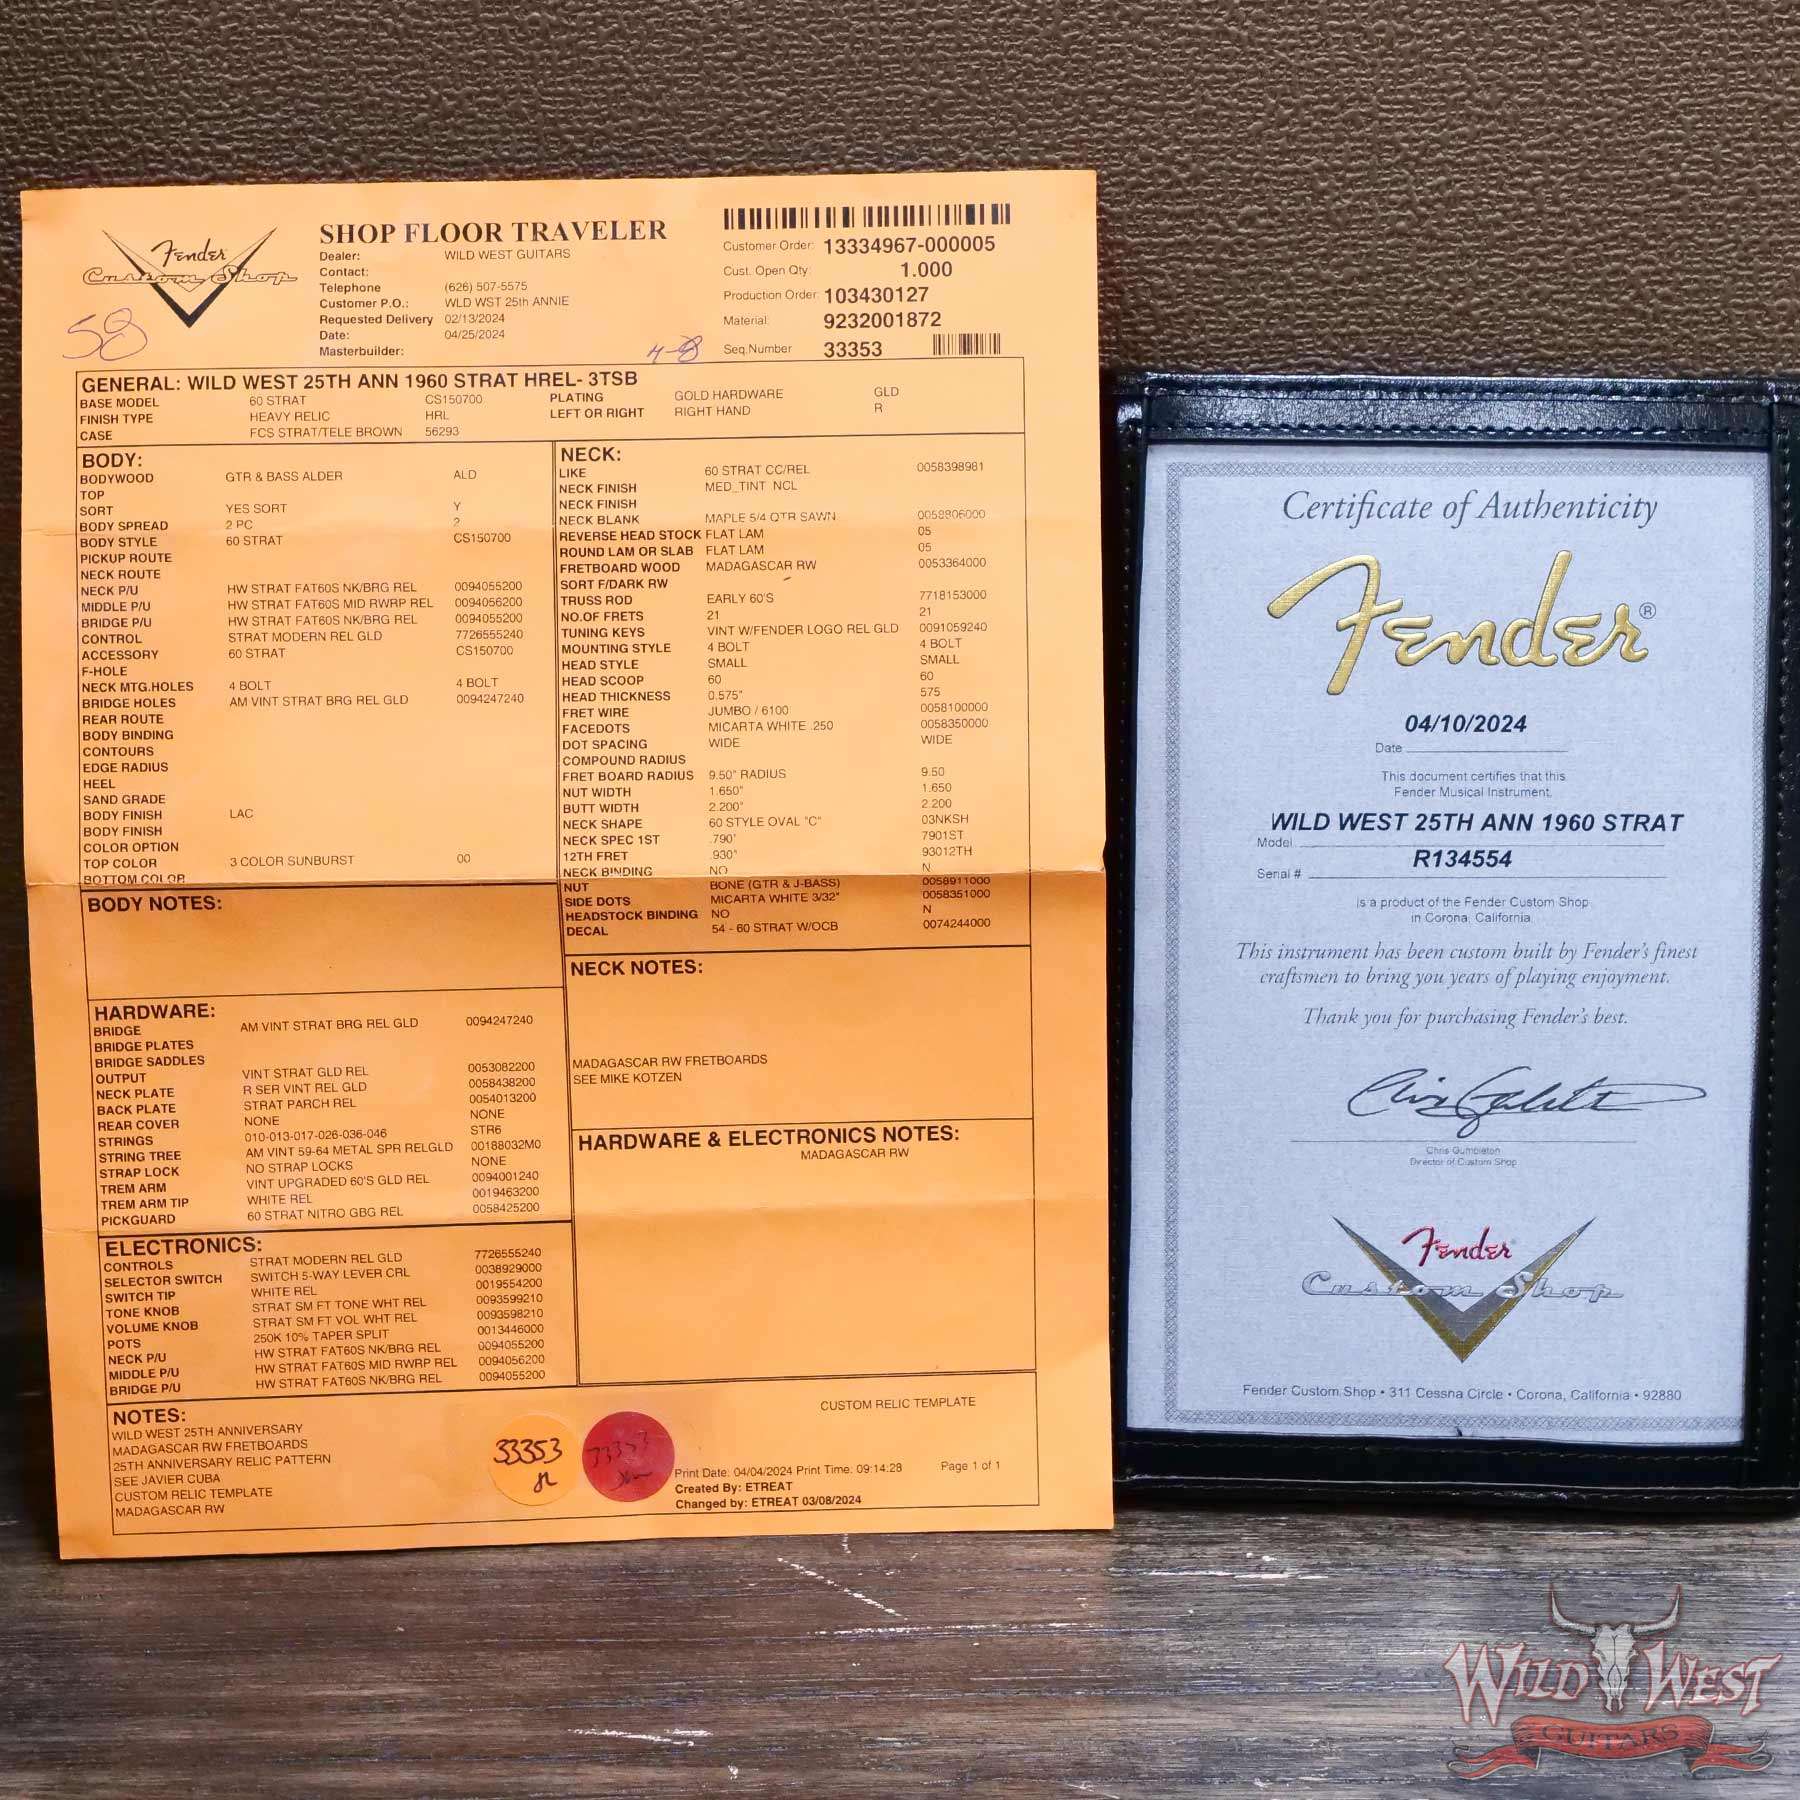 Fender
Custom Shop
58
SHOP FLOOR TRAVELER
Dealer: WILD WEST GUITARS
Contact:
Telephone (626) 507-5575
Customer P.O.: WLD WST 25th ANNIE
Requested Delivery 02/13/2024
Date: 04/25/2024
Masterbuilder:
4-8
Customer Order: 13334967-000005
Cust. Open Qty: 1.000
Production Order: 103430127
Material: 9232001872
Seq.Number 33353
GENERAL: WILD WEST 25TH ANN 1960 STRAT HREL- 3TSB
BASE MODEL 60 STRAT CS150700 PLATING GOLD HARDWARE GLD
FINISH TYPE HEAVY RELIC HRL LEFT OR RIGHT RIGHT HAND R
CASE FCS STRAT/TELE BROWN 56293
BODY:
BODYWOOD GTR & BASS ALDER ALD
TOP
SORT YES SORT Y
BODY SPREAD 2 PC 2
BODY STYLE 60 STRAT CS150700
PICKUP ROUTE
NECK ROUTE
NECK P/U HW STRAT FAT60S NK/BRG REL 0094055200
MIDDLE P/U HW STRAT FAT60S MID RWRP REL 0094056200
BRIDGE P/U HW STRAT FAT60S NK/BRG REL 0094055200
CONTROL STRAT MODERN REL GLD 7726555240
ACCESSORY 60 STRAT CS150700
F-HOLE
NECK MTG.HOLES 4 BOLT 4 BOLT
BRIDGE HOLES AM VINT STRAT BRG REL GLD 0094247240
REAR ROUTE
BODY BINDING
CONTOURS
EDGE RADIUS
HEEL
SAND GRADE
BODY FINISH LAC
BODY FINISH
COLOR OPTION
TOP COLOR 3 COLOR SUNBURST 00
BOTTOM COLOR
BODY NOTES:
HARDWARE:
BRIDGE AM VINT STRAT BRG REL GLD 0094247240
BRIDGE PLATES
BRIDGE SADDLES
OUTPUT VINT STRAT GLD REL 0053082200
NECK PLATE R SER VINT REL GLD 0058438200
BACK PLATE STRAT PARCH REL 0054013200
REAR COVER NONE NONE
STRINGS 010-013-017-026-036-046 STR6
STRING TREE AM VINT 59-64 METAL SPR RELGLD 00188032M0
STRAP LOCK NO STRAP LOCKS NONE
TREM ARM VINT UPGRADED 60'S GLD REL 0094001240
TREM ARM TIP WHITE REL 0019463200
PICKGUARD 60 STRAT NITRO GBG REL 0058425200
ELECTRONICS:
CONTROLS STRAT MODERN REL GLD 7726555240
SELECTOR SWITCH SWITCH 5-WAY LEVER CRL 0038929000
SWITCH TIP WHITE REL 0019554200
TONE KNOB STRAT SM FT TONE WHT REL 0093599210
VOLUME KNOB STRAT SM FT VOL WHT REL 0093598210
POTS 250K 10% TAPER SPLIT 0013446000
NECK P/U HW STRAT FAT60S NK/BRG REL 0094055200
MIDDLE P/U HW STRAT FAT60S MID RWRP REL 0094056200
BRIDGE P/U HW STRAT FAT60S NK/BRG REL 0094055200
NECK:
LIKE 60 STRAT CC/REL 0058398981
NECK FINISH MED_TINT NCL
NECK FINISH
NECK BLANK MAPLE 5/4 QTR SAWN 0058806000
REVERSE HEAD STOCK FLAT LAM 05
ROUND LAM OR SLAB FLAT LAM 05
FRETBOARD WOOD MADAGASCAR RW 0053364000
SORT F/DARK RW
TRUSS ROD EARLY 60'S 7718153000
NO.OF FRETS 21 21
TUNING KEYS VINT W/FENDER LOGO REL GLD 0091059240
MOUNTING STYLE 4 BOLT 4 BOLT
HEAD STYLE SMALL SMALL
HEAD SCOOP 60 60
HEAD THICKNESS 0.575" 575
FRET WIRE JUMBO / 6100 0058100000
FACEDOTS MICARTA WHITE .250 0058350000
DOT SPACING WIDE WIDE
COMPOUND RADIUS
FRET BOARD RADIUS 9.50" RADIUS 9.50
NUT WIDTH 1.650" 1.650
BUTT WIDTH 2.200" 2.200
NECK SHAPE 60 STYLE OVAL "C" 03NKSH
NECK SPEC 1ST .790" 7901ST
12TH FRET .930" 93012TH
NECK BINDING NO N
NUT BONE (GTR & J-BASS) 0058911000
SIDE DOTS MICARTA WHITE 3/32" 0058351000
HEADSTOCK BINDING NO N
DECAL 54 - 60 STRAT W/OCB 0074244000
NECK NOTES:
MADAGASCAR RW FRETBOARDS
SEE MIKE KOTZEN
HARDWARE & ELECTRONICS NOTES:
MADAGASCAR RW
NOTES:
WILD WEST 25TH ANNIVERSARY
MADAGASCAR RW FRETBOARDS
25TH ANNIVERSARY RELIC PATTERN
SEE JAVIER CUBA
CUSTOM RELIC TEMPLATE
MADAGASCAR RW
33353
33353
CUSTOM RELIC TEMPLATE
Print Date: 04/04/2024 Print Time: 09:14:28 Page 1 of 1
Created By: ETREAT
Changed by: ETREAT 03/08/2024
Certificate of Authenticity
Fender®
04/10/2024
Date
This document certifies that this
Fender Musical Instrument,
WILD WEST 25TH ANN 1960 STRAT
Model
R134554
Serial #
is a product of the Fender Custom Shop
in Corona, California.
This instrument has been custom built by Fender's finest
craftsmen to bring you years of playing enjoyment.
Thank you for purchasing Fender's best.
Chris Gumbleton
Director of Custom Shop
Fender
Custom Shop
Fender Custom Shop • 311 Cessna Circle • Corona, California • 92880
WILD WEST
GUITARS